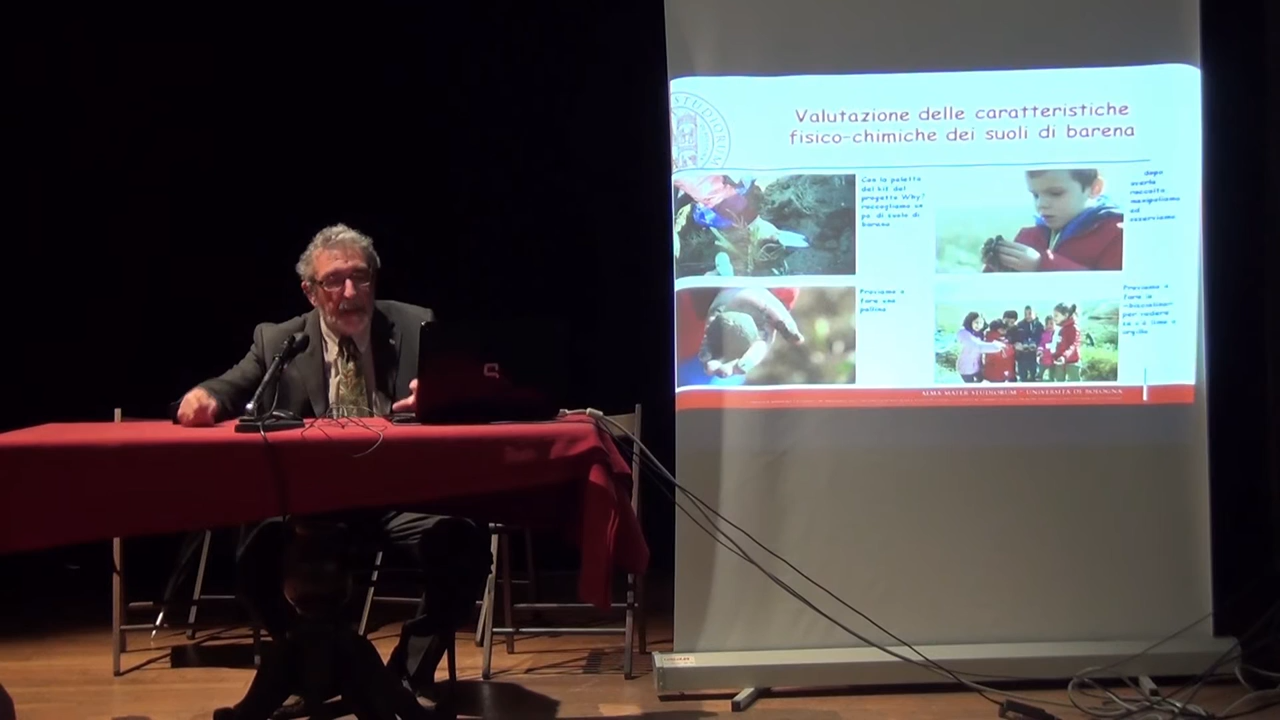 STUDIORUM
Valutazione delle caratteristiche
fisico-chimiche dei suoli di barena
Con la paletta
del kit del
progetto Why?
raccogliamo un
po di suolo di
barena
dopo
averlo
raccolto
manipoliamo
ed
osserviamo
Proviamo a
fare una
pallina
Proviamo a
fare lo
per vedere
se c'è limo o
argilla
ALMA MATER STUDIORUM - UNIVERSITÀ DI BOLOGNA
S